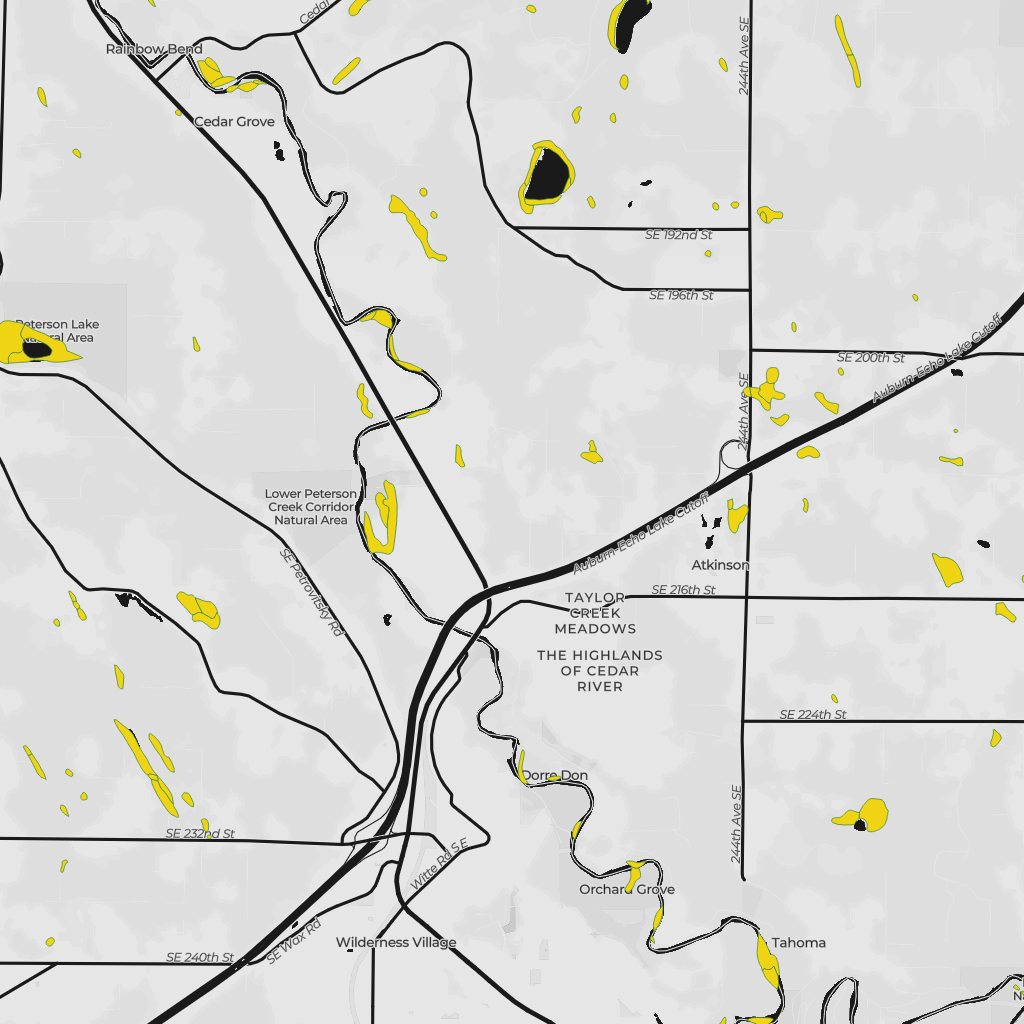 Cedar
Rainbow Bend
244th Ave SE
Cedar Grove
SE 192nd St
SE 196th St
Peterson Lake
Natural Area
SE 200th St
Auburn-Echo Lake Cutoff
244th Ave SE
Lower Peterson
Creek Corridor
Natural Area
Auburn-Echo Lake Cutoff
SE Petrovitsky Rd
Atkinson
SE 216th St
TAYLOR
CREEK
MEADOWS
THE HIGHLANDS
OF CEDAR
RIVER
SE 224th St
Dorre Don
244th Ave SE
SE 232nd St
Witte Rd SE
Orchard Grove
SE Wax Rd
Wilderness Village
Tahoma
SE 240th St